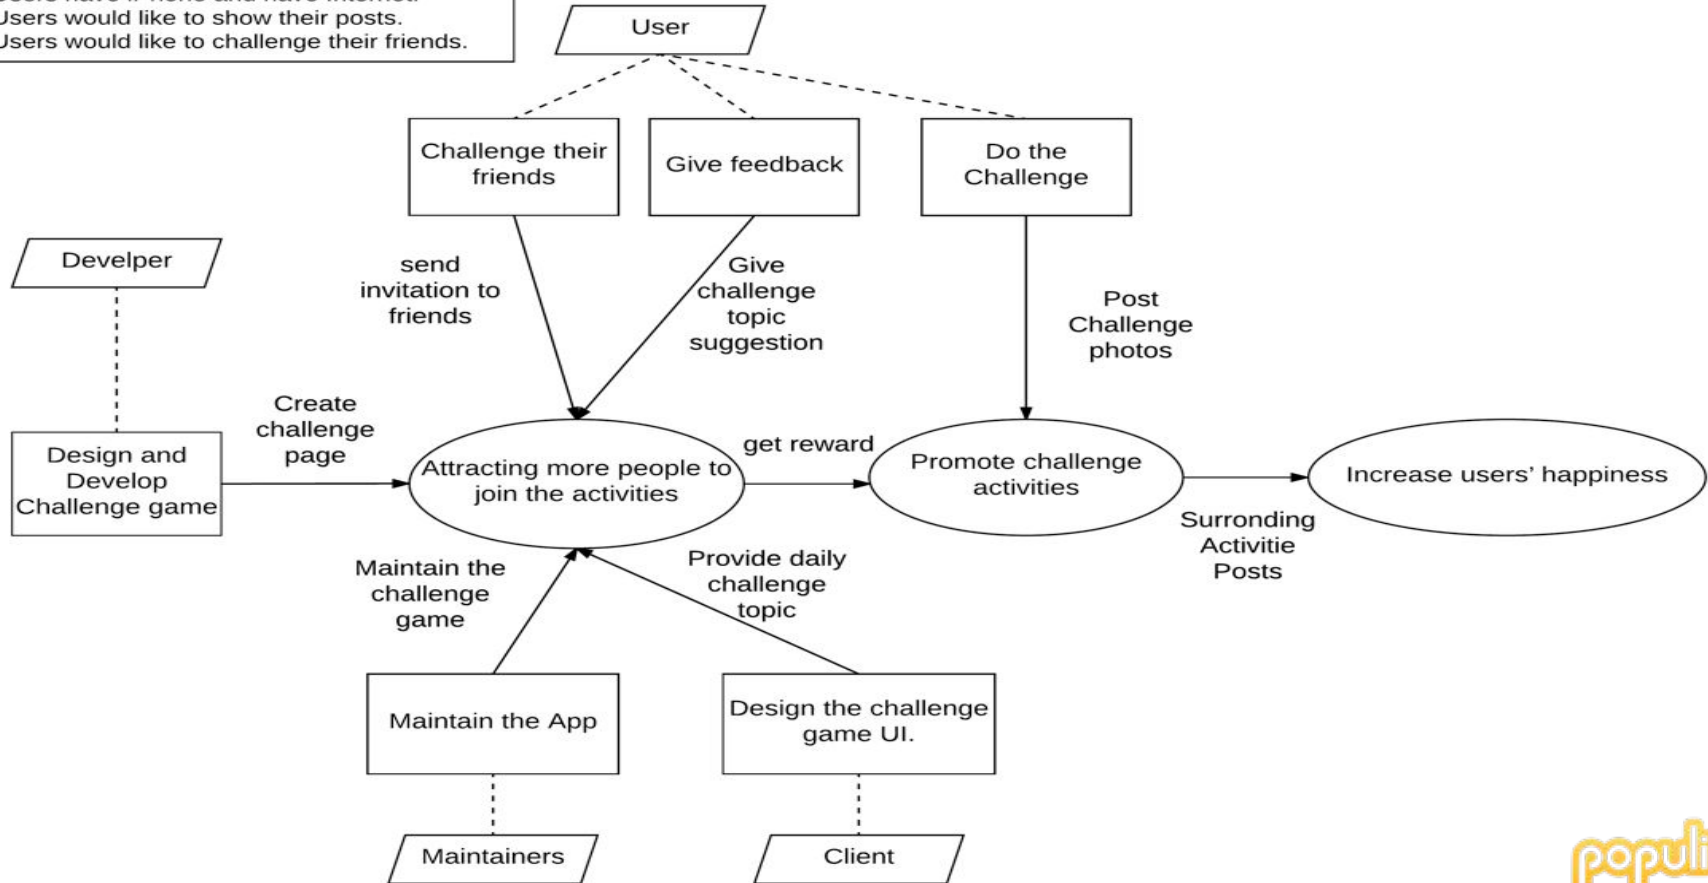 Users would like to show their posts.
Users would like to challenge their friends.
User
Challenge their
friends
Give feedback
Do the
Challenge
Develper
send
invitation to
friends
Give
challenge
topic
suggestion
Post
Challenge
photos
Create
challenge
page
Design and
Develop
Challenge game
Attracting more people to
join the activities
get reward
Promote challenge
activities
Increase users’ happiness
Surronding
Activitie
Posts
Maintain the
challenge
game
Provide daily
challenge
topic
Maintain the App
Design the challenge
game UI.
Maintainers
Client
populi